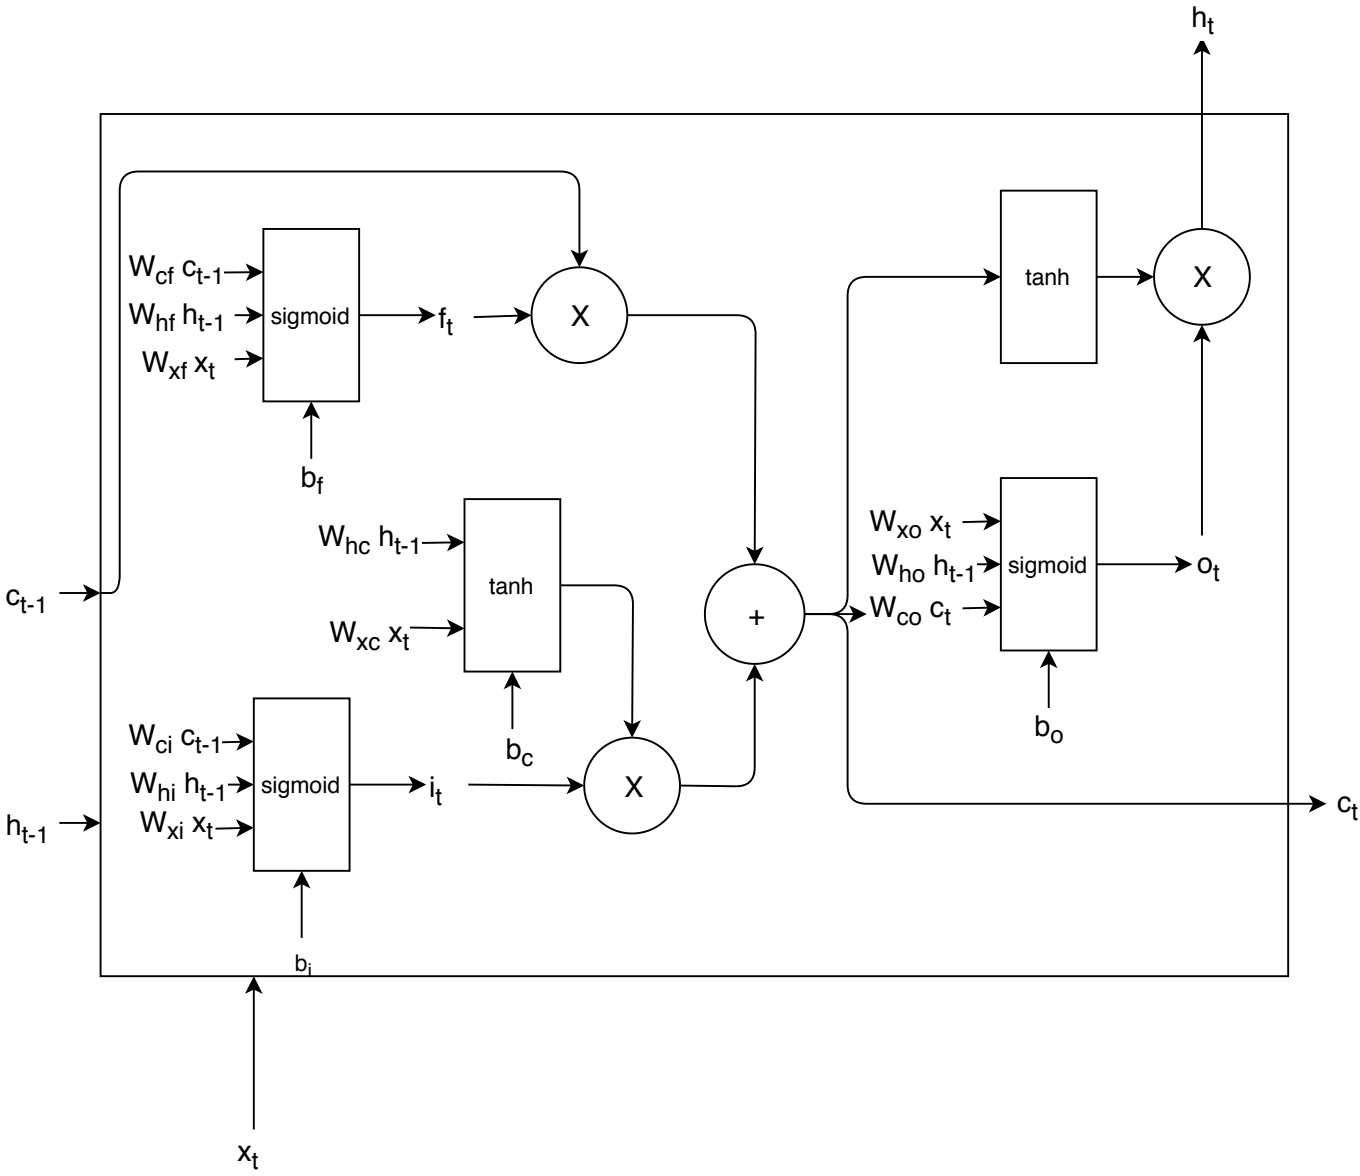 h_t
W_cf c_t-1
W_hf h_t-1
W_xf x_t
sigmoid
f_t
X
b_f
tanh
X
W_hc h_t-1
W_xc x_t
tanh
b_c
c_t-1
+
W_xo x_t
W_ho h_t-1
W_co c_t
sigmoid
o_t
b_o
W_ci c_t-1
W_hi h_t-1
W_xi x_t
sigmoid
i_t
X
b_i
h_t-1
c_t
x_t